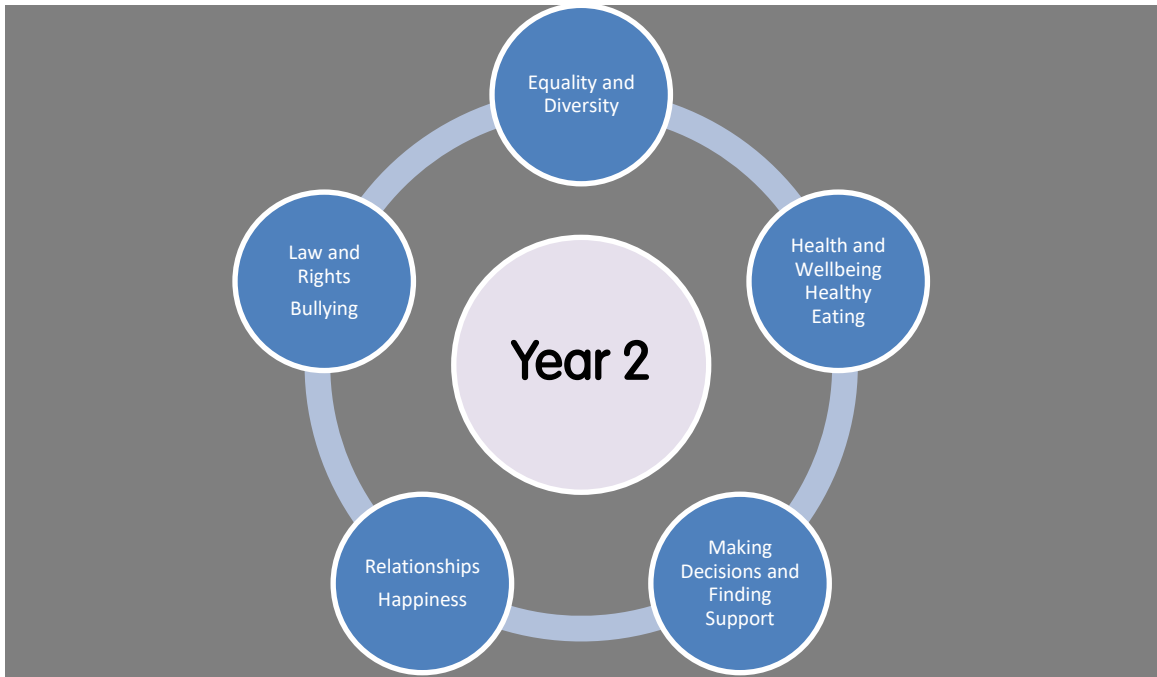 Equality and
Diversity
Health and
Wellbeing
Healthy
Eating
Making
Decisions and
Finding
Support
Relationships
Happiness
Law and
Rights
Bullying
Year 2